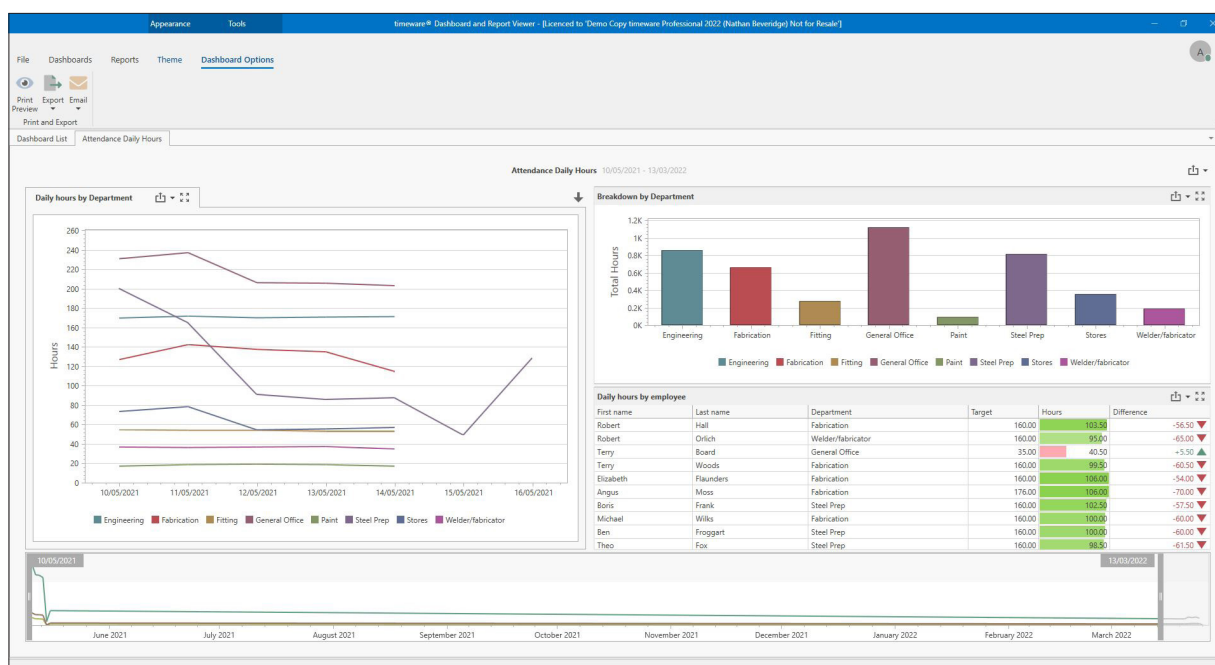 Appearance Tools timeware® Dashboard and Report Viewer - [Licenced to 'Demo Copy timeware Professional 2022 (Nathan Beveridge) Not for Resale']
File Dashboards Reports Theme Dashboard Options
A
Print Preview Export Email
Print and Export
Dashboard List Attendance Daily Hours
Attendance Daily Hours 10/05/2021 - 13/03/2022
Daily hours by Department
260
240
220
200
180
160
140
120
100
80
60
40
20
0
Hours
10/05/2021 11/05/2021 12/05/2021 13/05/2021 14/05/2021 15/05/2021 16/05/2021
Engineering Fabrication Fitting General Office Paint Steel Prep Stores Welder/fabricator
Breakdown by Department
1.2K
1K
0.8K
0.6K
0.4K
0.2K
0K
Total Hours
Engineering Fabrication Fitting General Office Paint Steel Prep Stores Welder/fabricator
Engineering Fabrication Fitting General Office Paint Steel Prep Stores Welder/fabricator
Daily hours by employee
First name Last name Department Target Hours Difference
Robert Hall Fabrication 160.00 103.50 -56.50
Robert Orlich Welder/fabricator 160.00 95.00 -65.00
Terry Board General Office 35.00 40.50 +5.50
Terry Woods Fabrication 160.00 99.50 -60.50
Elizabeth Flaunders Fabrication 160.00 106.00 -54.00
Angus Moss Fabrication 176.00 106.00 -70.00
Boris Frank Steel Prep 160.00 102.50 -57.50
Michael Wilks Fabrication 160.00 100.00 -60.00
Ben Froggart Steel Prep 160.00 100.00 -60.00
Theo Fox Steel Prep 160.00 98.50 -61.50
10/05/2021 13/03/2022
June 2021 July 2021 August 2021 September 2021 October 2021 November 2021 December 2021 January 2022 February 2022 March 2022